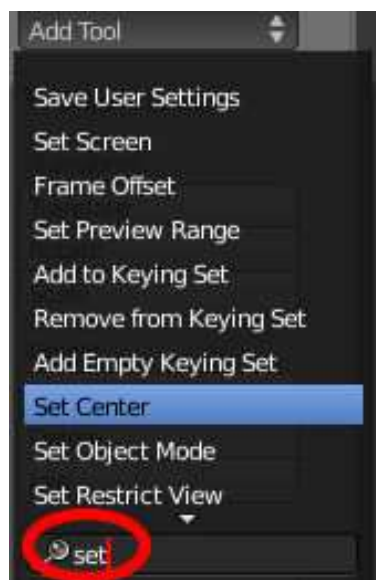 Add Tool
Save User Settings
Set Screen
Frame Offset
Set Preview Range
Add to Keying Set
Remove from Keying Set
Add Empty Keying Set
Set Center
Set Object Mode
Set Restrict View
set